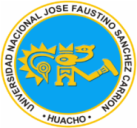 UNIVERSIDAD NACIONAL JOSE FAUSTINO SANCHEZ CARRION
• HUACHO •